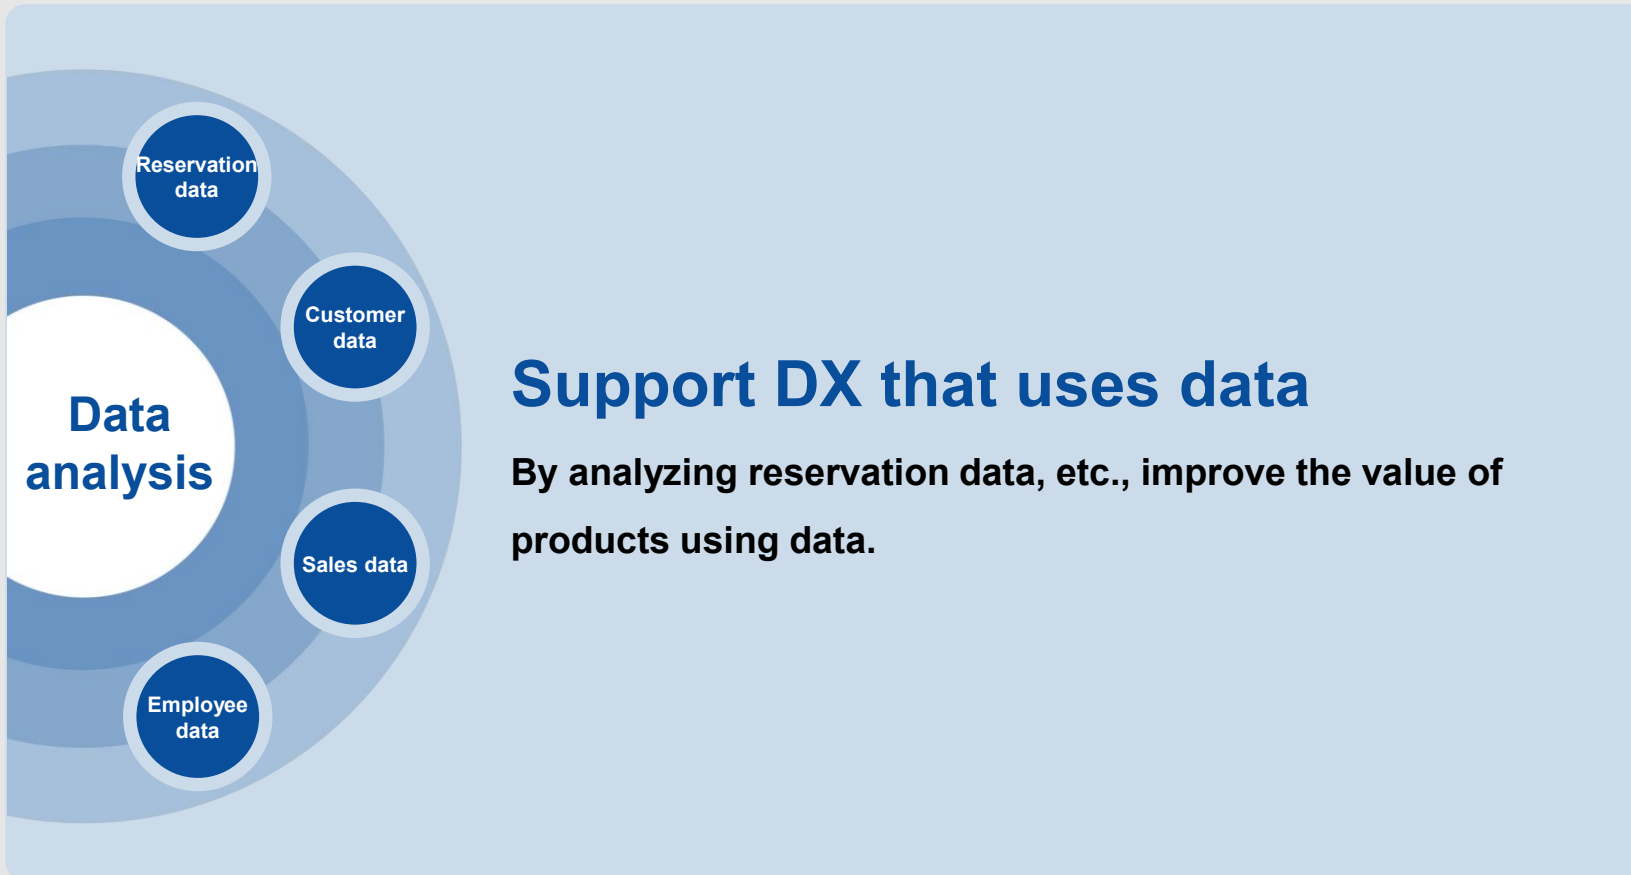 Reservation
data
Customer
data
Data
analysis
Support DX that uses data
By analyzing reservation data, etc., improve the value of
products using data.
Sales data
Employee
data